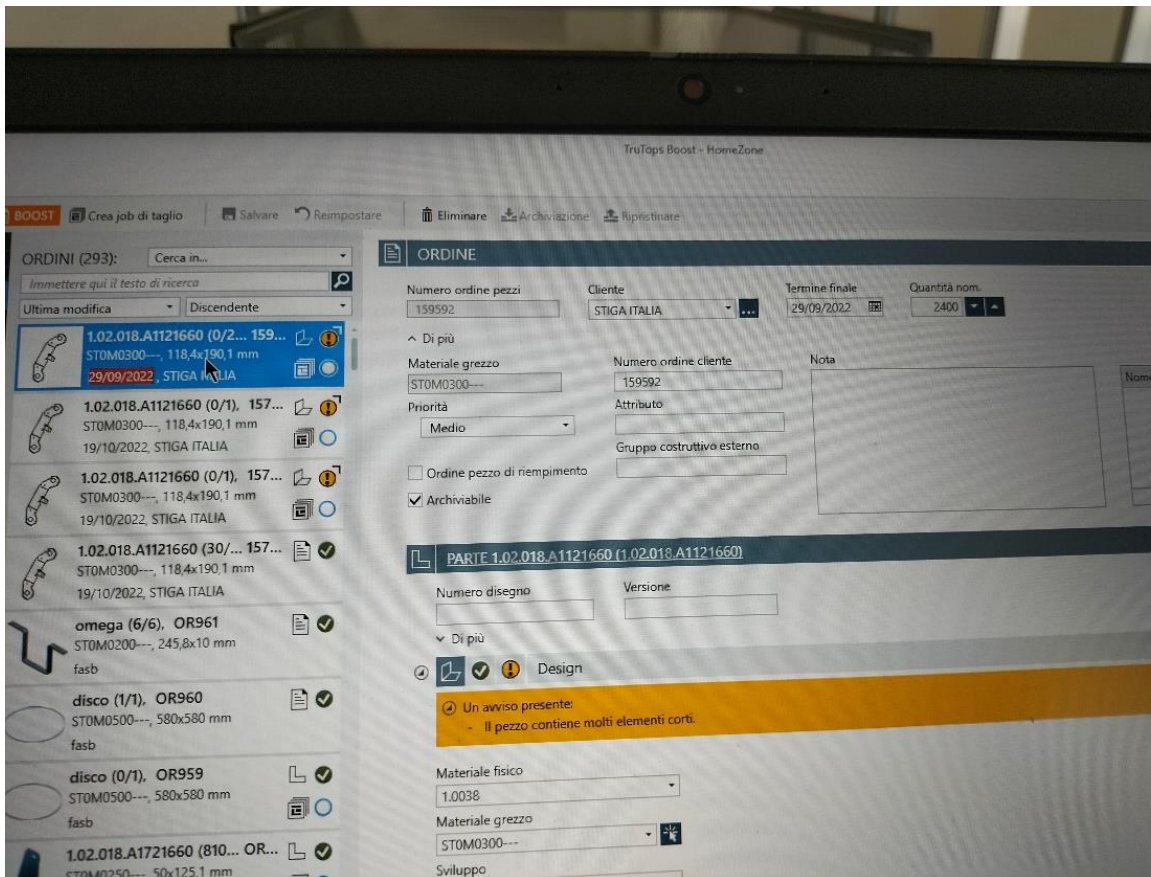 TruTops Boost - HomeZone
BOOST Crea job di taglio Salvare Reimpostare Eliminare Archiviazione Ripristinare
ORDINI (293): Cerca in...
Immettere qui il testo di ricerca
Ultima modifica Discendente
1.02.018.A1121660 (0/2... 159...
ST0M0300---, 118,4x190,1 mm
29/09/2022, STIGA ITALIA
1.02.018.A1121660 (0/1), 157...
ST0M0300---, 118,4x190,1 mm
19/10/2022, STIGA ITALIA
1.02.018.A1121660 (0/1), 157...
ST0M0300---, 118,4x190,1 mm
19/10/2022, STIGA ITALIA
1.02.018.A1121660 (30/... 157...
ST0M0300---, 118,4x190,1 mm
19/10/2022, STIGA ITALIA
omega (6/6), OR961
ST0M0200---, 245,8x10 mm
fasb
disco (1/1), OR960
ST0M0500---, 580x580 mm
fasb
disco (0/1), OR959
ST0M0500---, 580x580 mm
fasb
1.02.018.A1721660 (810... OR...
ST0M0250---, 50x125,1 mm
ORDINE
Numero ordine pezzi Cliente Termine finale Quantità nom.
159592 STIGA ITALIA ... 29/09/2022 2400
Di più
Materiale grezzo Numero ordine cliente Nota
ST0M0300--- 159592
Priorità Attributo
Medio
Gruppo costruttivo esterno
Ordine pezzo di riempimento
Archiviabile
PARTE 1.02.018.A1121660 (1.02.018.A1121660)
Numero disegno Versione
Di più
Design
Un avviso presente:
- Il pezzo contiene molti elementi corti.
Materiale fisico
1.0038
Materiale grezzo
ST0M0300---
Sviluppo